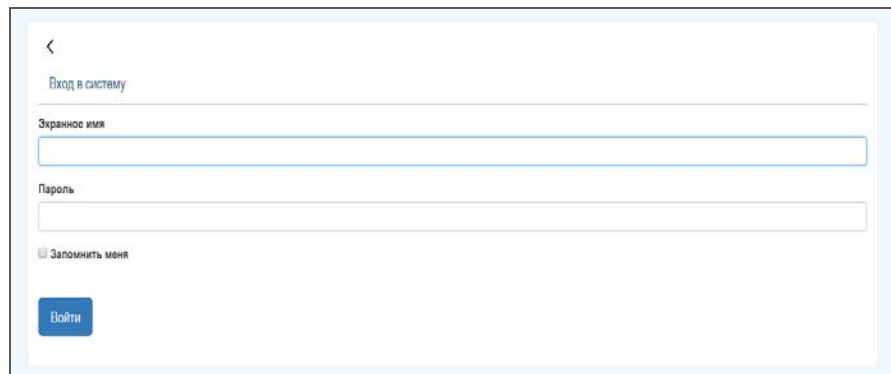 Вход в систему
Экранное имя
Пароль
Запомнить меня
Войти